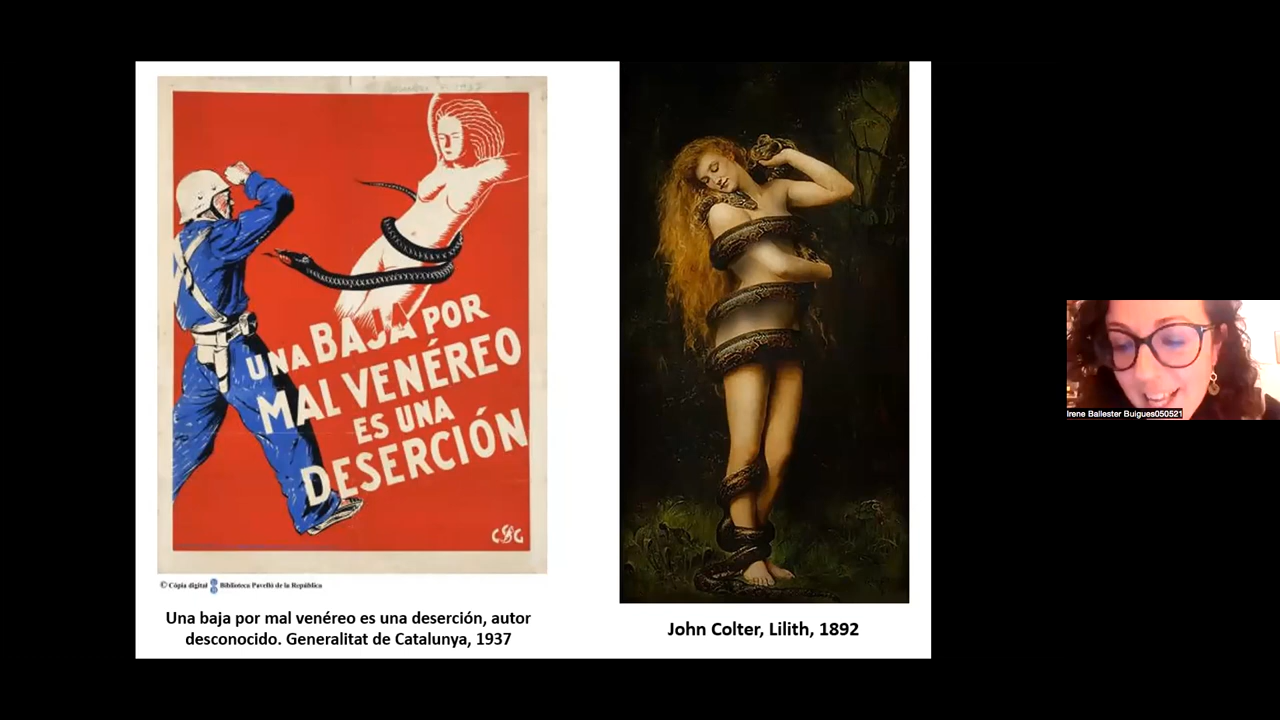 UNA BAJA POR
MAL VENÉREO
ES UNA
DESERCIÓN
© Còpia digital Biblioteca Pavelló de la República
Una baja por mal venéreo es una deserción, autor
desconocido. Generalitat de Catalunya, 1937
John Colter, Lilith, 1892
Irene Ballester Buigues050521